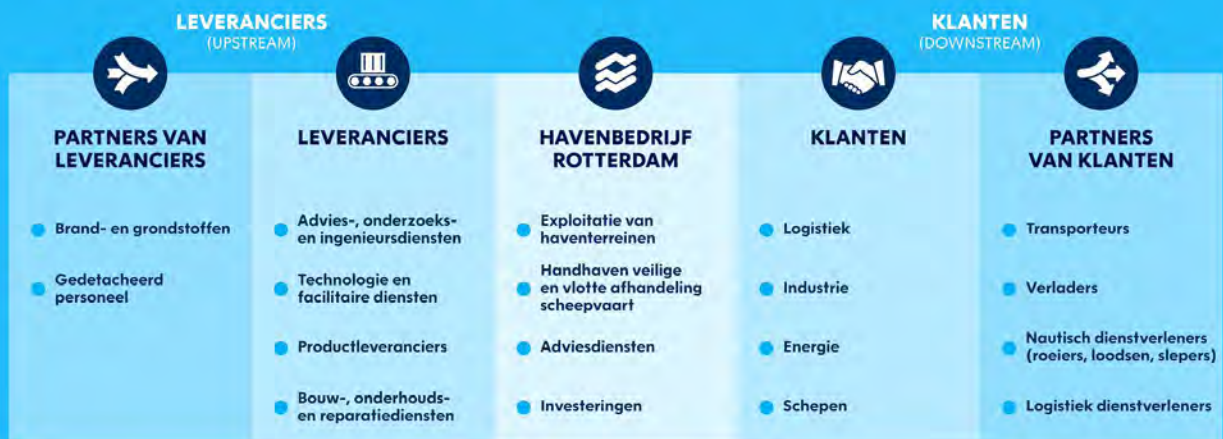 LEVERANCIERS
(UPSTREAM)
KLANTEN
(DOWNSTREAM)
PARTNERS VAN
LEVERANCIERS
Brand- en grondstoffen
Gedetacheerd
personeel
LEVERANCIERS
Advies-, onderzoeks-
en ingenieursdiensten
Technologie en
facilitaire diensten
Productleveranciers
Bouw-, onderhouds-
en reparatiediensten
HAVENBEDRIJF
ROTTERDAM
Exploitatie van
haventerreinen
Handhaven veilige
en vlotte afhandeling
scheepvaart
Adviesdiensten
Investeringen
KLANTEN
Logistiek
Industrie
Energie
Schepen
PARTNERS
VAN KLANTEN
Transporteurs
Verladers
Nautisch dienstverleners
(roeiers, loodsen, slepers)
Logistiek dienstverleners